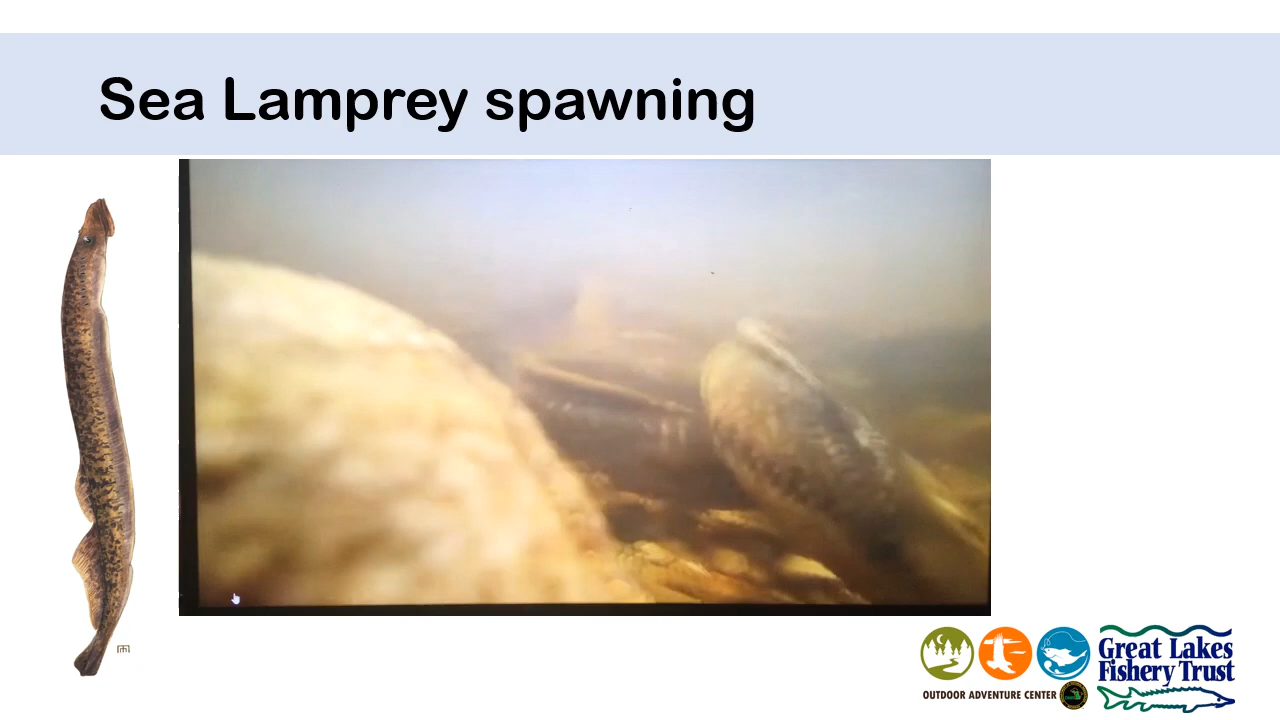 Sea Lamprey spawning
Great Lakes
Fishery Trust
OUTDOOR ADVENTURE CENTER